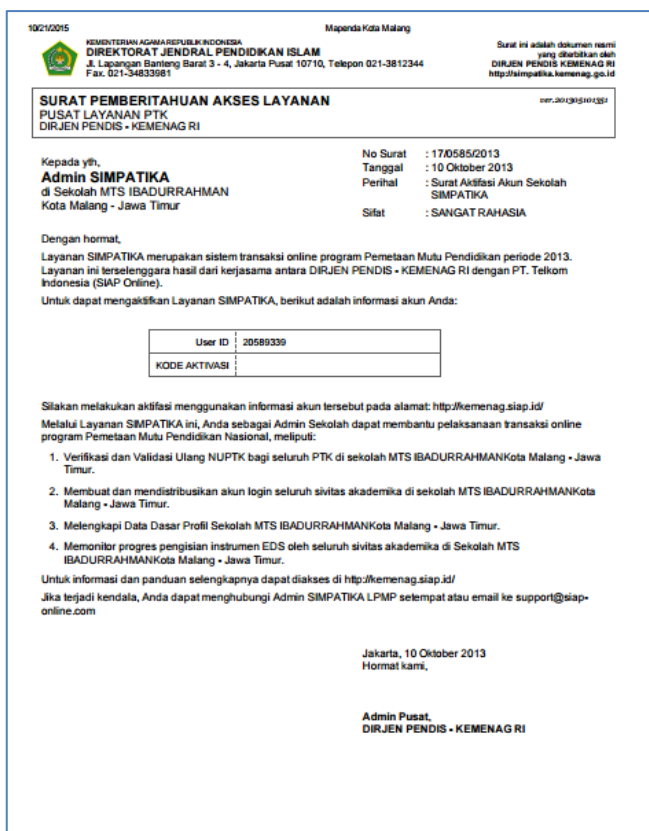 10/21/2015 Mapenda Kota Malang
KEMENTERIAN AGAMA REPUBLIK INDONESIA
DIREKTORAT JENDRAL PENDIDIKAN ISLAM
Jl. Lapangan Banteng Barat 3 - 4, Jakarta Pusat 10710, Telepon 021-3812344
Fax. 021-34833981
Surat ini adalah dokumen resmi
yang diterbitkan oleh
DIRJEN PENDIS KEMENAG RI
http://simpatika.kemenag.go.id
SURAT PEMBERITAHUAN AKSES LAYANAN
PUSAT LAYANAN PTK
DIRJEN PENDIS - KEMENAG RI
ver.201305101351
Kepada yth,
Admin SIMPATIKA
di Sekolah MTS IBADURRAHMAN
Kota Malang - Jawa Timur
No Surat : 17/0585/2013
Tanggal : 10 Oktober 2013
Perihal : Surat Aktifasi Akun Sekolah
SIMPATIKA
Sifat : SANGAT RAHASIA
Dengan hormat,
Layanan SIMPATIKA merupakan sistem transaksi online program Pemetaan Mutu Pendidikan periode 2013.
Layanan ini terselenggara hasil dari kerjasama antara DIRJEN PENDIS - KEMENAG RI dengan PT. Telkom
Indonesia (SIAP Online).
Untuk dapat mengaktifkan Layanan SIMPATIKA, berikut adalah informasi akun Anda:
User ID 20589339
KODE AKTIVASI
Silakan melakukan aktifasi menggunakan informasi akun tersebut pada alamat: http://kemenag.siap.id/
Melalui Layanan SIMPATIKA ini, Anda sebagai Admin Sekolah dapat membantu pelaksanaan transaksi online
program Pemetaan Mutu Pendidikan Nasional, meliputi:
1. Verifikasi dan Validasi Ulang NUPTK bagi seluruh PTK di sekolah MTS IBADURRAHMANKota Malang - Jawa
Timur.
2. Membuat dan mendistribusikan akun login seluruh sivitas akademika di sekolah MTS IBADURRAHMANKota
Malang - Jawa Timur.
3. Melengkapi Data Dasar Profil Sekolah MTS IBADURRAHMANKota Malang - Jawa Timur.
4. Memonitor progres pengisian instrumen EDS oleh seluruh sivitas akademika di Sekolah MTS
IBADURRAHMANKota Malang - Jawa Timur.
Untuk informasi dan panduan selengkapnya dapat diakses di http://kemenag.siap.id/
Jika terjadi kendala, Anda dapat menghubungi Admin SIMPATIKA LPMP setempat atau email ke support@siap-
online.com
Jakarta, 10 Oktober 2013
Hormat kami,
Admin Pusat,
DIRJEN PENDIS - KEMENAG RI